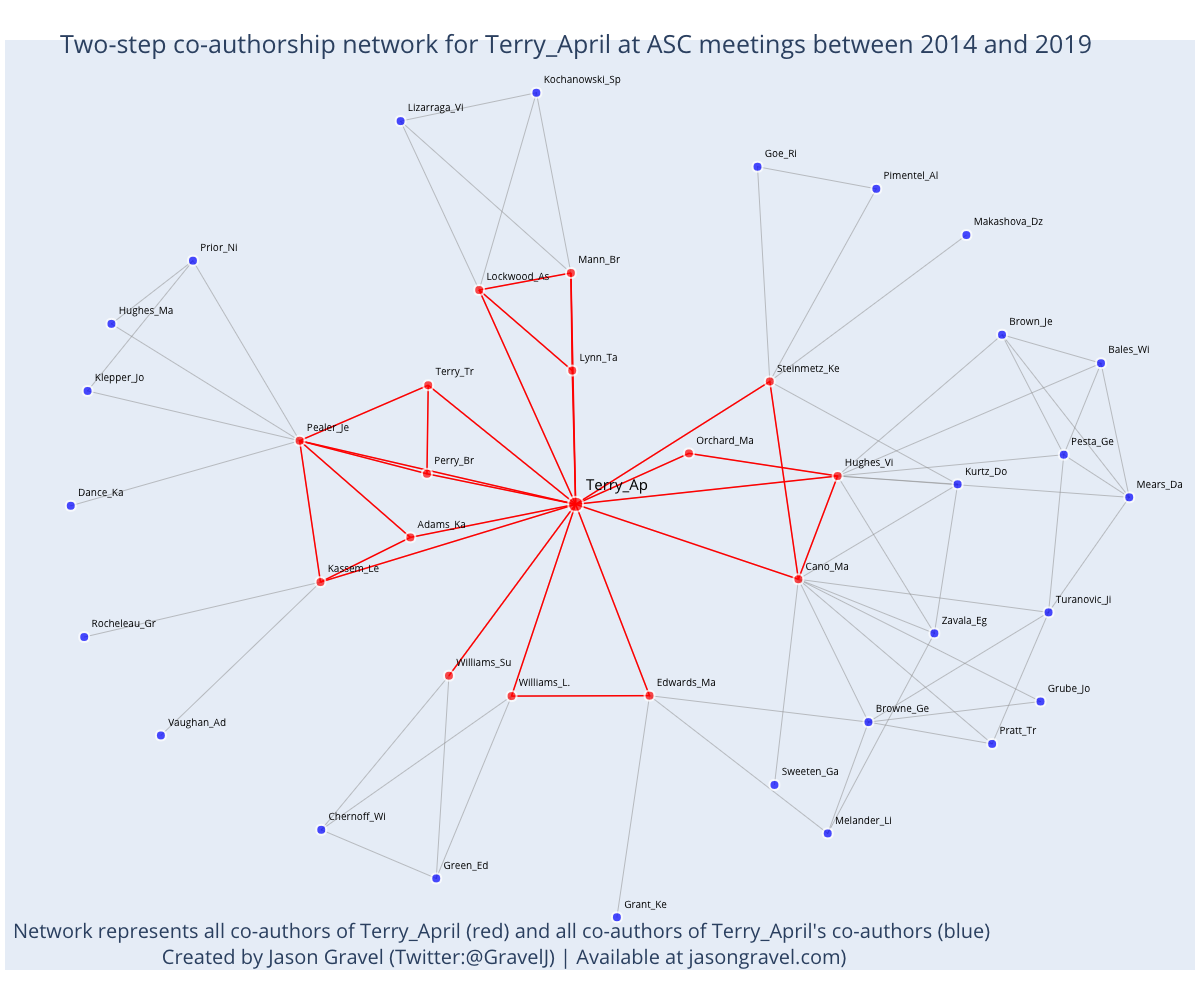 Two-step co-authorship network for Terry_April at ASC meetings between 2014 and 2019
Kochanowski_Sp
Lizarraga_Vi
Goe_Ri
Pimentel_Al
Makashova_Dz
Prior_Ni
Mann_Br
Lockwood_As
Hughes_Ma
Brown_Je
Bales_Wi
Lynn_Ta
Steinmetz_Ke
Terry_Tr
Klepper_Jo
Pealer_Je
Orchard_Ma
Pesta_Ge
Perry_Br
Hughes_Vi
Kurtz_Do
Terry_Ap
Mears_Da
Dance_Ka
Adams_Ka
Kassem_Le
Cano_Ma
Turanovic_Ji
Rocheleau_Gr
Zavala_Eg
Williams_Su
Williams_L.
Edwards_Ma
Grube_Jo
Browne_Ge
Vaughan_Ad
Pratt_Tr
Sweeten_Ga
Chernoff_Wi
Melander_Li
Green_Ed
Grant_Ke
Network represents all co-authors of Terry_April (red) and all co-authors of Terry_April's co-authors (blue)
Created by Jason Gravel (Twitter:@GravelJ) | Available at jasongravel.com)